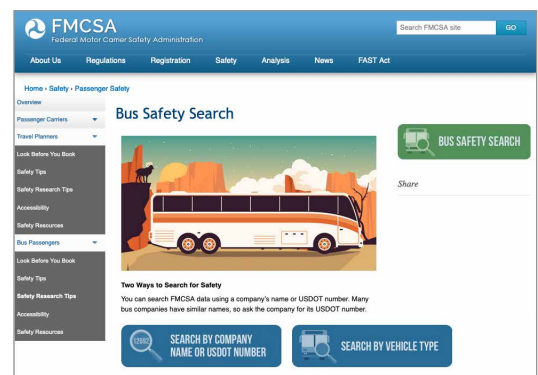 FMCSA
Federal Motor Carrier Safety Administration
Search FMCSA site
GO
About Us Regulations Registration Safety Analysis News FAST Act
Home › Safety › Passenger Safety
Overview
Passenger Carriers
Travel Planners
Look Before You Book
Safety Tips
Safety Research Tips
Accessibility
Safety Resources
Bus Passengers
Look Before You Book
Safety Tips
Safety Research Tips
Accessibility
Safety Resources
Bus Safety Search
Two Ways to Search for Safety
You can search FMCSA data using a company's name or USDOT number. Many
bus companies have similar names, so ask the company for its USDOT number.
12692
SEARCH BY COMPANY
NAME OR USDOT NUMBER
SEARCH BY VEHICLE TYPE
BUS SAFETY SEARCH
Share